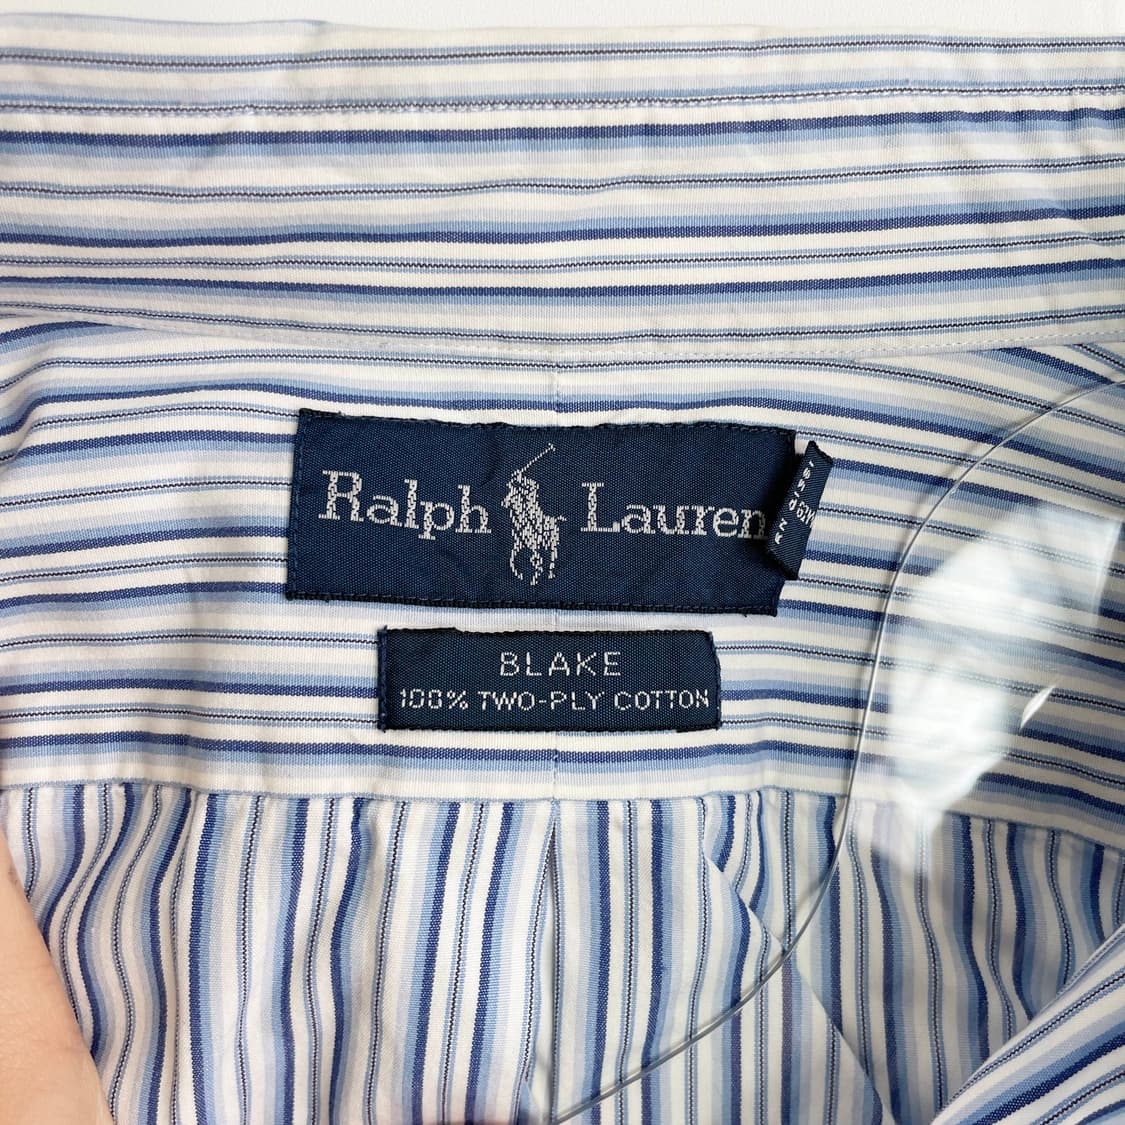 Ralph Lauren
BLAKE
100% TWO-PLY COTTON